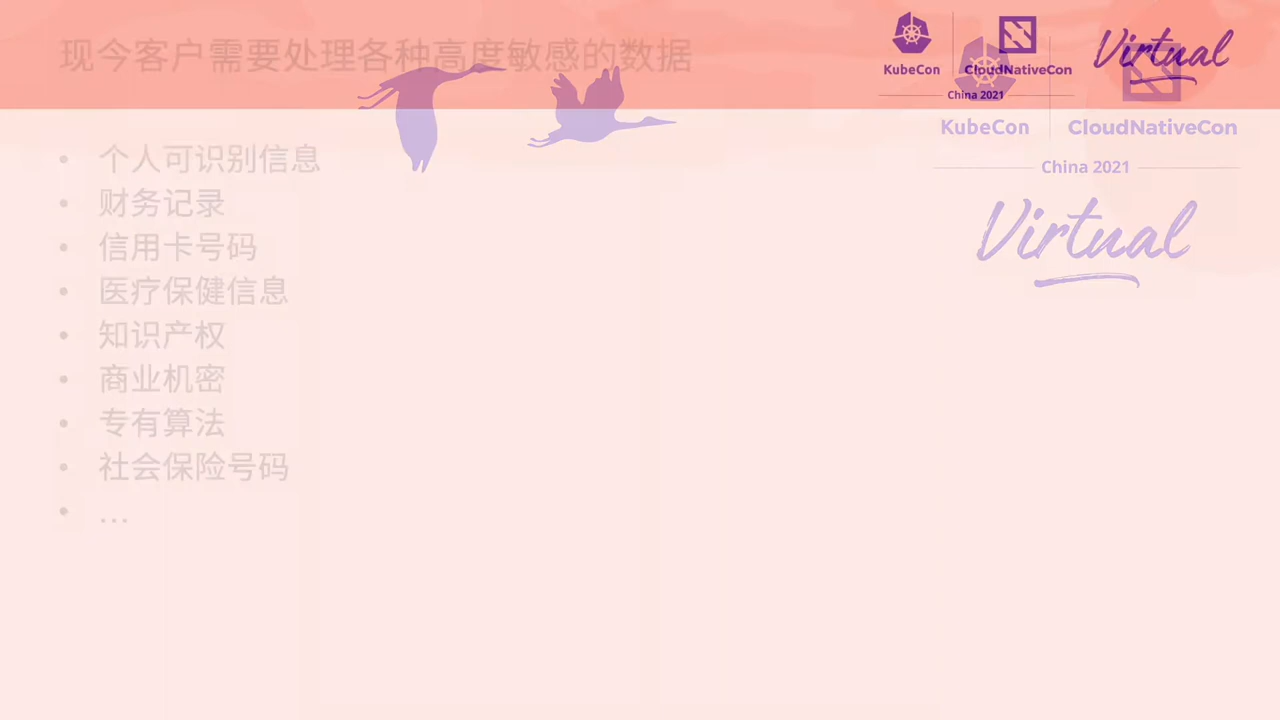 现今客户需要处理各种高度敏感的数据
KubeCon
CloudNativeCon
China 2021
Virtual
KubeCon
CloudNativeCon
China 2021
Virtual
• 个人可识别信息
• 财务记录
• 信用卡号码
• 医疗保健信息
• 知识产权
• 商业机密
• 专有算法
• 社会保险号码
• ...